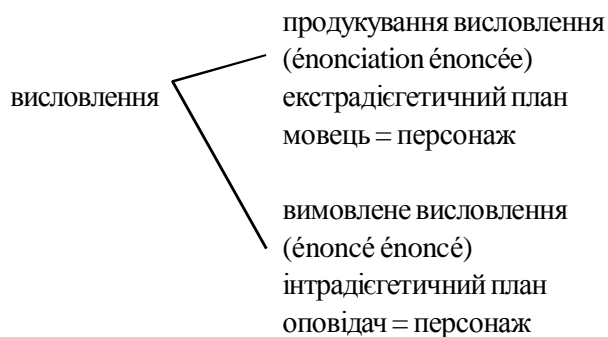 продукування висловлення
(énonciation énoncée)
висловлення
екстрадієгетичний план
мовець = персонаж
вимовлене висловлення
(énoncé énoncé)
інтрадієгетичний план
оповідач = персонаж